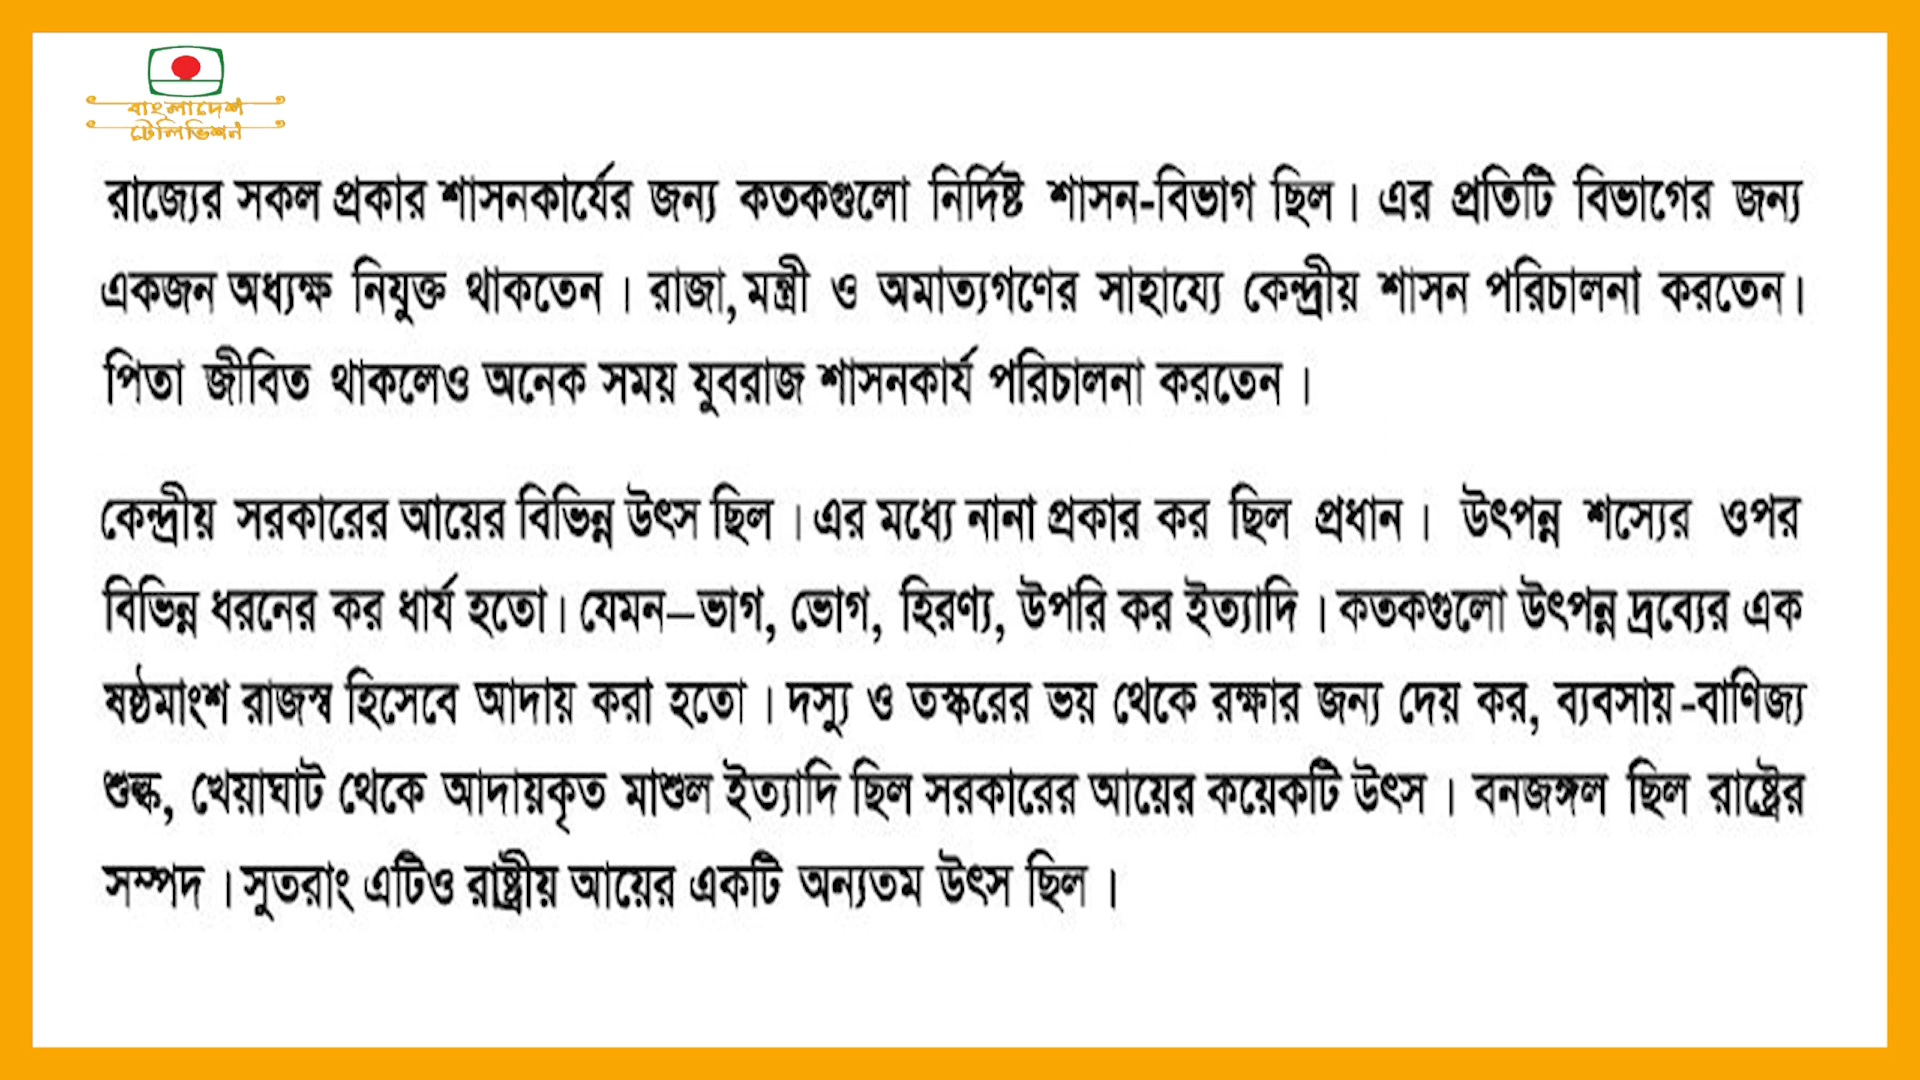 বাংলাদেশ
টেলিভিশন
রাজ্যের সকল প্রকার শাসনকার্যের জন্য কতকগুলো নির্দিষ্ট শাসন-বিভাগ ছিল। এর প্রতিটি বিভাগের জন্য
একজন অধ্যক্ষ নিযুক্ত থাকতেন। রাজা, মন্ত্রী ও অমাত্যগণের সাহায্যে কেন্দ্রীয় শাসন পরিচালনা করতেন।
পিতা জীবিত থাকলেও অনেক সময় যুবরাজ শাসনকার্য পরিচালনা করতেন।
কেন্দ্রীয় সরকারের আয়ের বিভিন্ন উৎস ছিল। এর মধ্যে নানা প্রকার কর ছিল প্রধান। উৎপন্ন শস্যের ওপর
বিভিন্ন ধরনের কর ধার্য হতো। যেমন–ভাগ, ভোগ, হিরণ্য, উপরি কর ইত্যাদি। কতকগুলো উৎপন্ন দ্রব্যের এক
ষষ্ঠমাংশ রাজস্ব হিসেবে আদায় করা হতো। দস্যু ও তস্করের ভয় থেকে রক্ষার জন্য দেয় কর, ব্যবসায়-বাণিজ্য
শুল্ক, খেয়াঘাট থেকে আদায়কৃত মাশুল ইত্যাদি ছিল সরকারের আয়ের কয়েকটি উৎস। বনজঙ্গল ছিল রাষ্ট্রের
সম্পদ। সুতরাং এটিও রাষ্ট্রীয় আয়ের একটি অন্যতম উৎস ছিল।